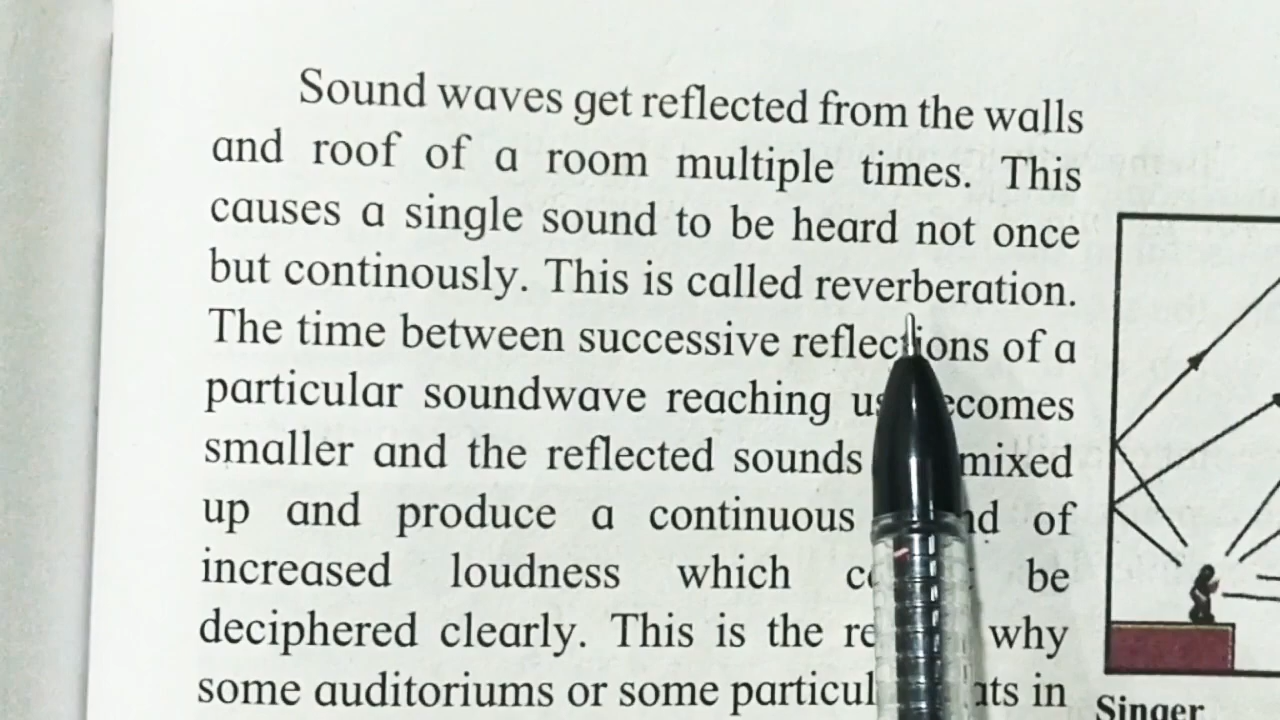 Sound waves get reflected from the walls
and roof of a room multiple times. This
causes a single sound to be heard not once
but continously. This is called reverberation.
The time between successive reflections of a
particular soundwave reaching
smaller and the reflected sounds mixed
up and produce a continuous of
increased loudness which be
deciphered clearly. This is the why
some auditoriums or some in
Singer